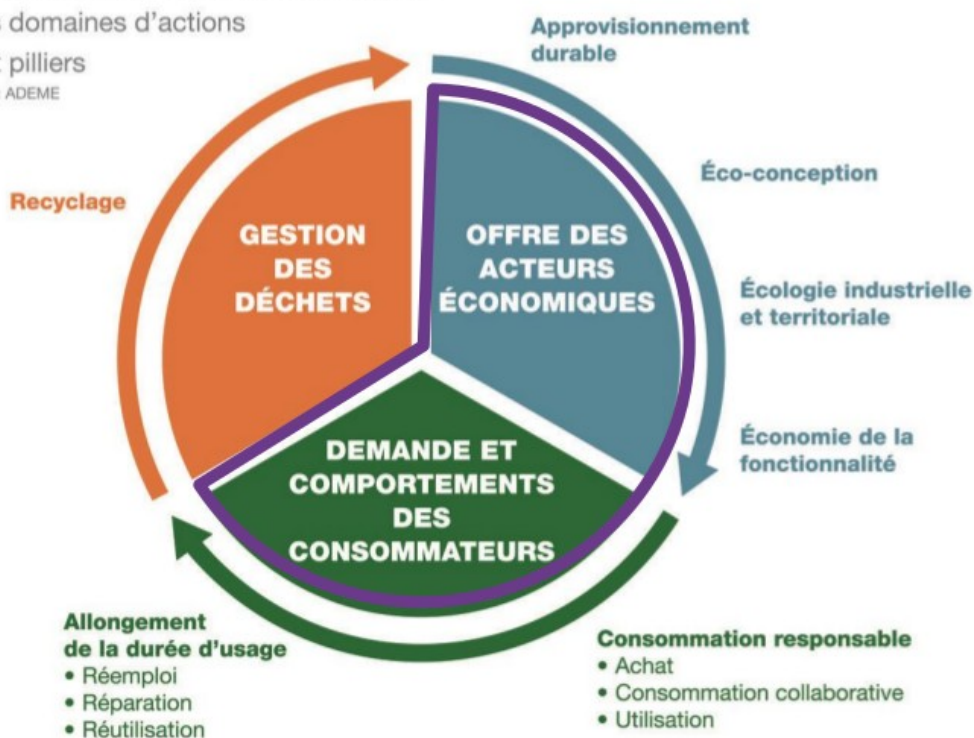 domaines d'actions
pilliers
ADEME
Approvisionnement
durable
Éco-conception
Écologie industrielle
et territoriale
Économie de la
fonctionnalité
Recyclage
GESTION
DES
DÉCHETS
OFFRE DES
ACTEURS
ÉCONOMIQUES
DEMANDE ET
COMPORTEMENTS
DES
CONSOMMATEURS
Allongement
de la durée d'usage
• Réemploi
• Réparation
• Réutilisation
Consommation responsable
• Achat
• Consommation collaborative
• Utilisation